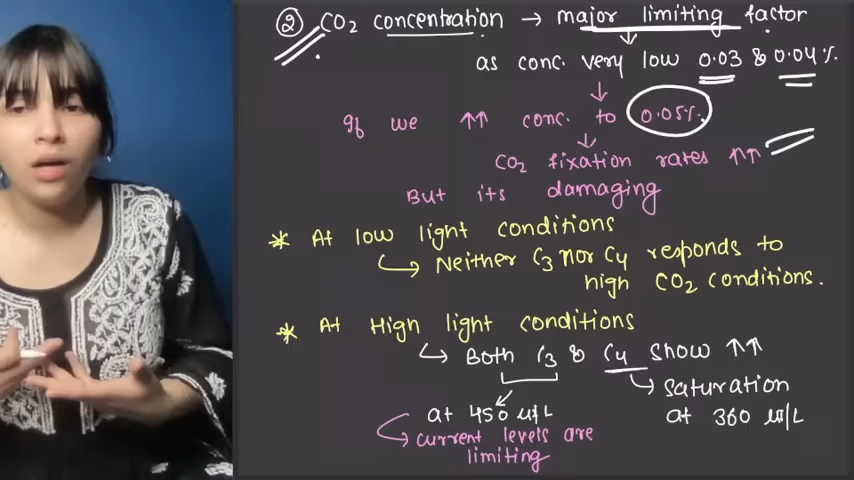 ② CO2 concentration → major limiting factor
as conc. very low 0.03 & 0.04 %
If we ↑↑ conc. to 0.05%.
CO2 fixation rates ↑↑
But its damaging
* At low light conditions
Neither C3 nor C4 responds to
high CO2 conditions.
* At High light conditions
Both C3 & C4 show ↑↑
saturation
at 450 μ/L
at 360 μl/L
current levels are
limiting